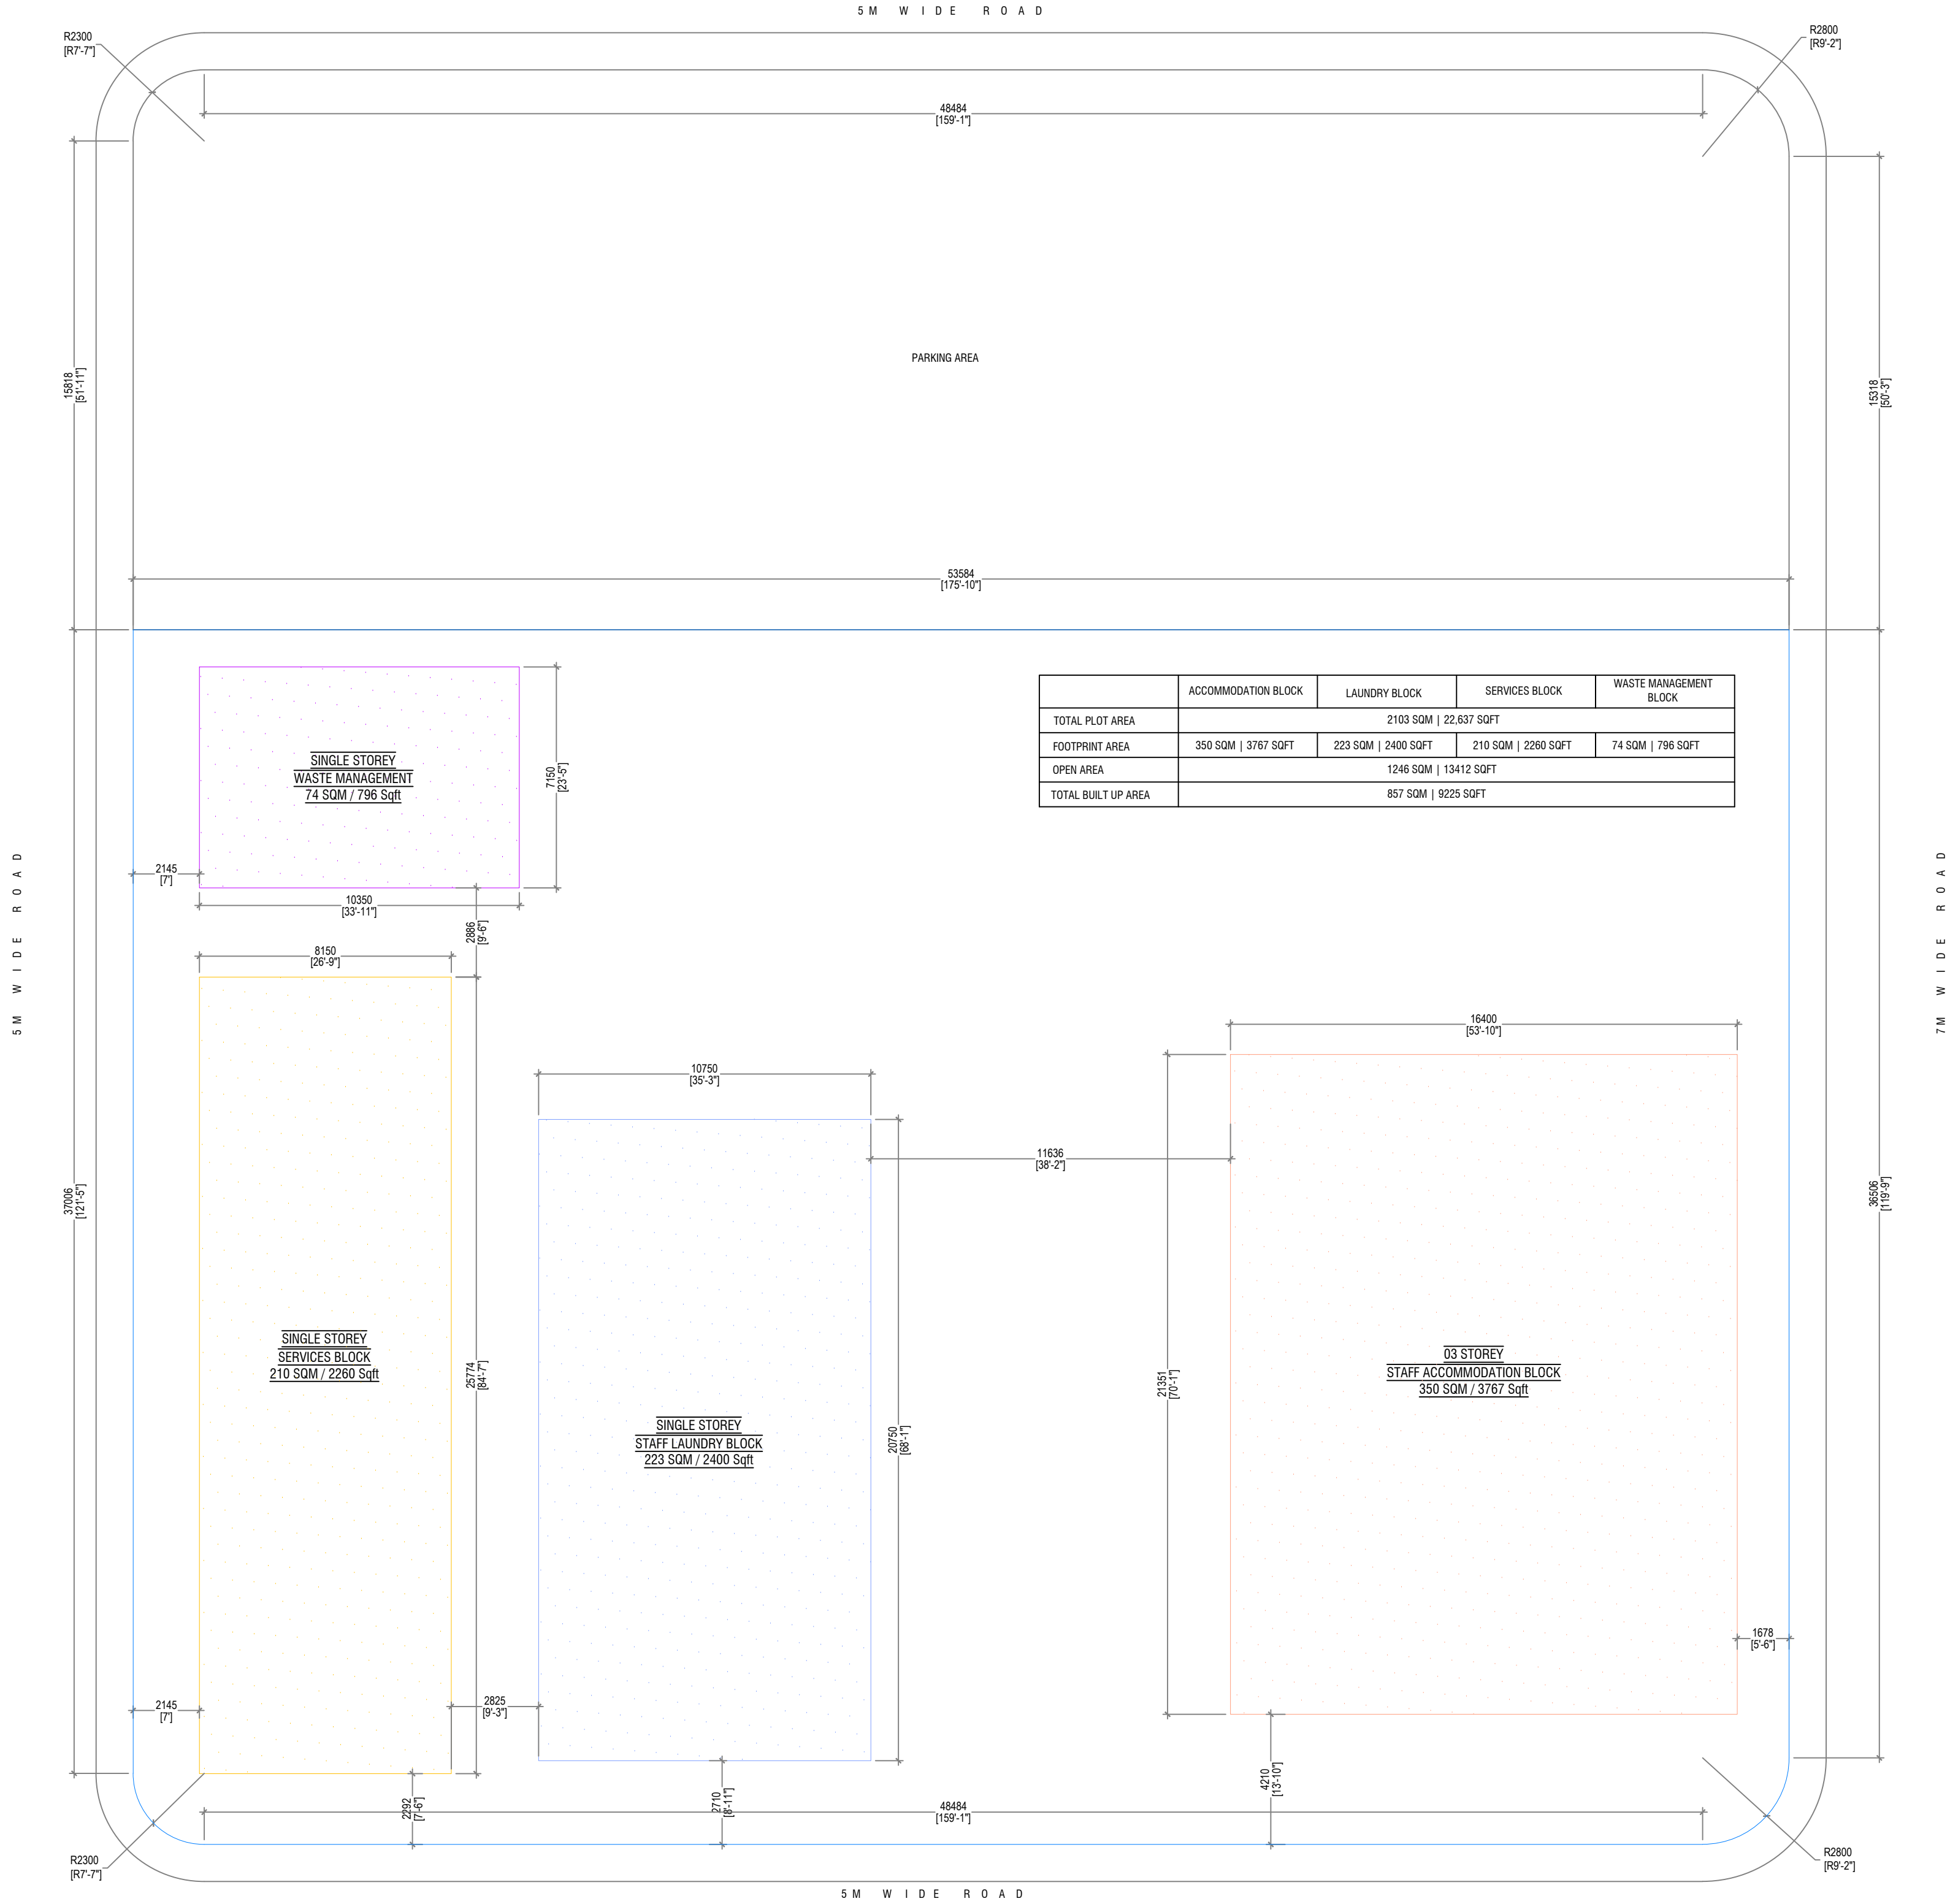 5M WIDE ROAD
R2300
[R7'-7"]
R2800
[R9'-2"]
48484
[159'-1"]
15818
[51'-11"]
PARKING AREA
15318
[50'-3"]
53584
[175'-10"]
ACCOMMODATION BLOCK LAUNDRY BLOCK SERVICES BLOCK WASTE MANAGEMENT
BLOCK
TOTAL PLOT AREA 2103 SQM | 22,637 SQFT
FOOTPRINT AREA 350 SQM | 3767 SQFT 223 SQM | 2400 SQFT 210 SQM | 2260 SQFT 74 SQM | 796 SQFT
OPEN AREA 1246 SQM | 13412 SQFT
TOTAL BUILT UP AREA 857 SQM | 9225 SQFT
SINGLE STOREY
WASTE MANAGEMENT
74 SQM / 796 Sqft
7150
[23'-5"]
2145
[7']
10350
[33'-11"]
2886
[9'-6"]
5M WIDE ROAD
7M WIDE ROAD
8150
[26'-9"]
16400
[53'-10"]
10750
[35'-3"]
11636
[38'-2"]
37006
[121'-5"]
36506
[119'-9"]
SINGLE STOREY
SERVICES BLOCK
210 SQM / 2260 Sqft
25774
[84'-7"]
21351
[70'-1"]
03 STOREY
STAFF ACCOMMODATION BLOCK
350 SQM / 3767 Sqft
SINGLE STOREY
STAFF LAUNDRY BLOCK
223 SQM / 2400 Sqft
20750
[68'-1"]
1678
[5'-6"]
2145
[7']
2825
[9'-3"]
2292
[7'-6"]
2710
[8'-11"]
4210
[13'-10"]
48484
[159'-1"]
R2300
[R7'-7"]
R2800
[R9'-2"]
5M WIDE ROAD